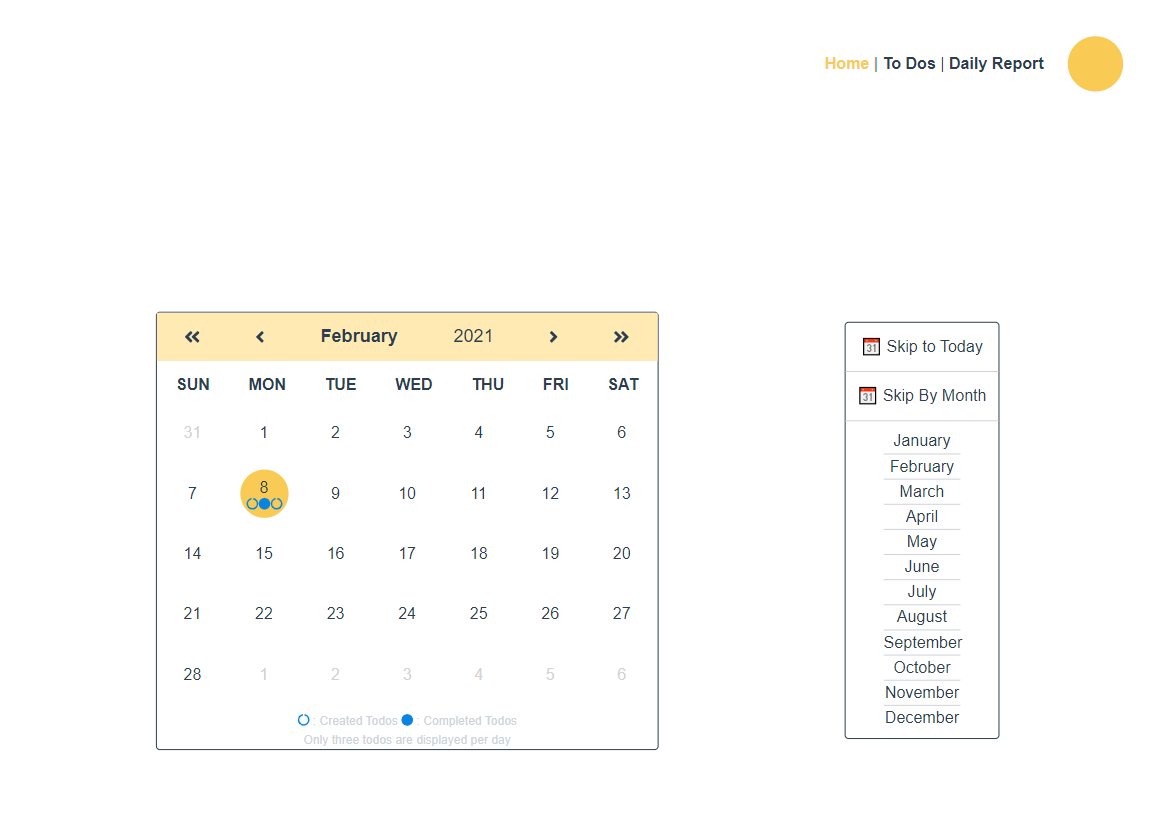 Home | To Dos | Daily Report
February 2021
SUN MON TUE WED THU FRI SAT
31 1 2 3 4 5 6
7 8 9 10 11 12 13
14 15 16 17 18 19 20
21 22 23 24 25 26 27
28 1 2 3 4 5 6
: Created Todos : Completed Todos
Only three todos are displayed per day
31 Skip to Today
31 Skip By Month
January
February
March
April
May
June
July
August
September
October
November
December